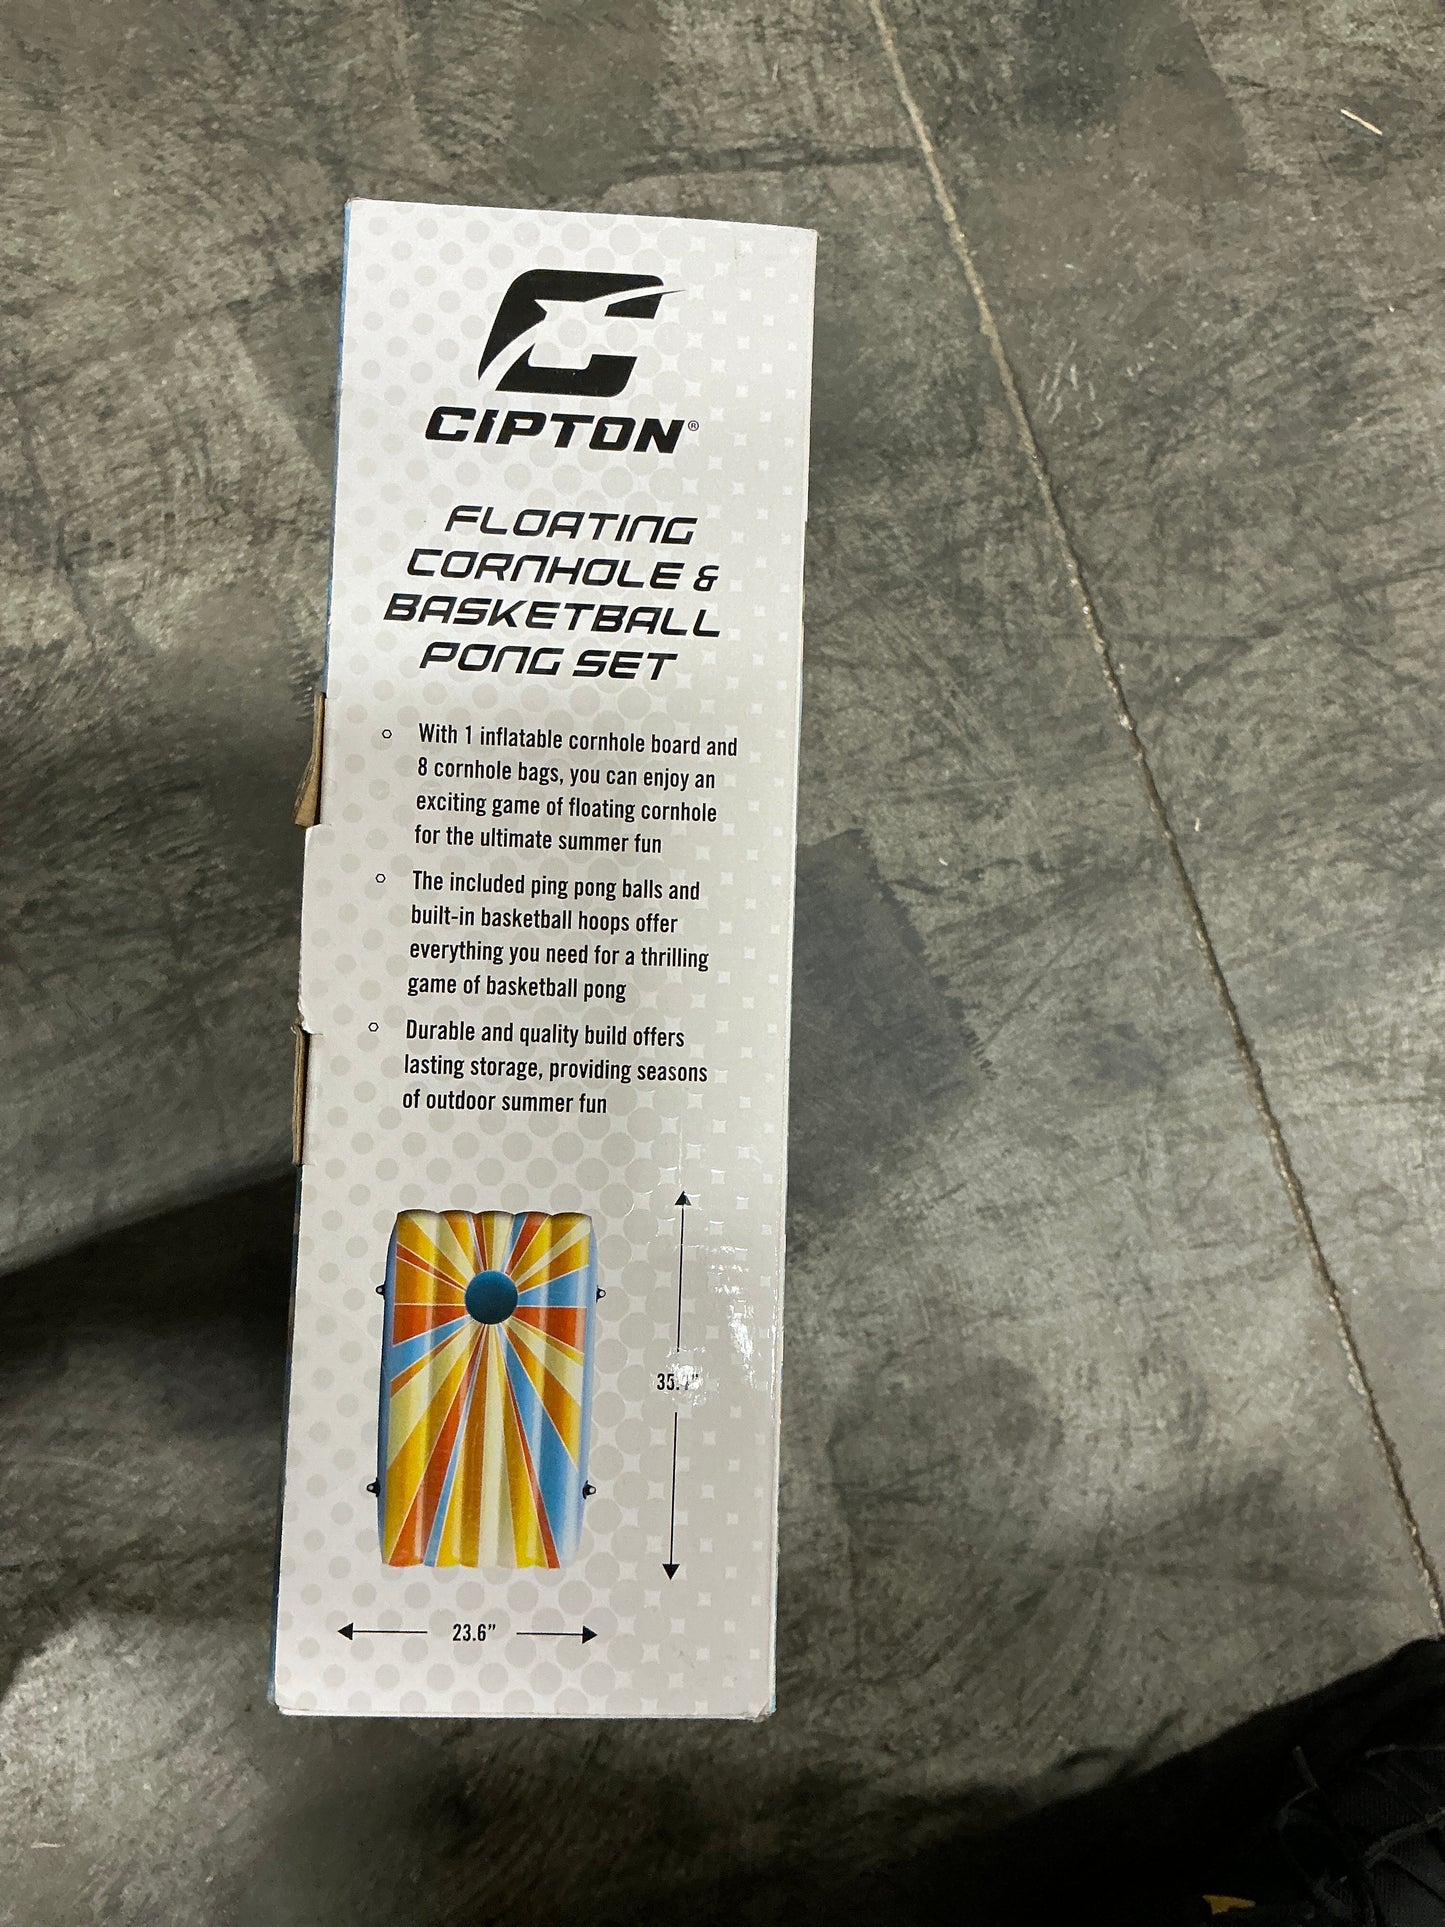 CIPTON®
FLOATING
CORNHOLE &
BASKETBALL
PONG SET
With 1 inflatable cornhole board and
8 cornhole bags, you can enjoy an
exciting game of floating cornhole
for the ultimate summer fun
The included ping pong balls and
built-in basketball hoops offer
everything you need for a thrilling
game of basketball pong
Durable and quality build offers
lasting storage, providing seasons
of outdoor summer fun
23.6”